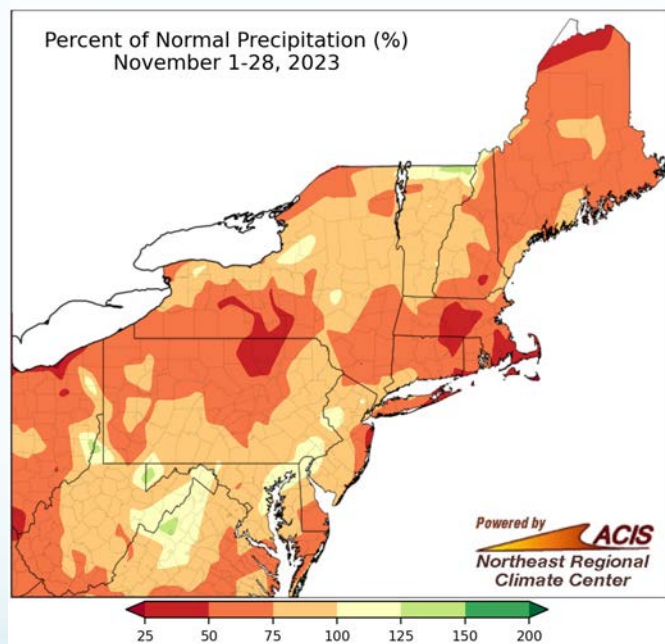 Percent of Normal Precipitation (%)
November 1-28, 2023
Powered by
ACIS
Northeast Regional
Climate Center
25 50 75 100 125 150 200